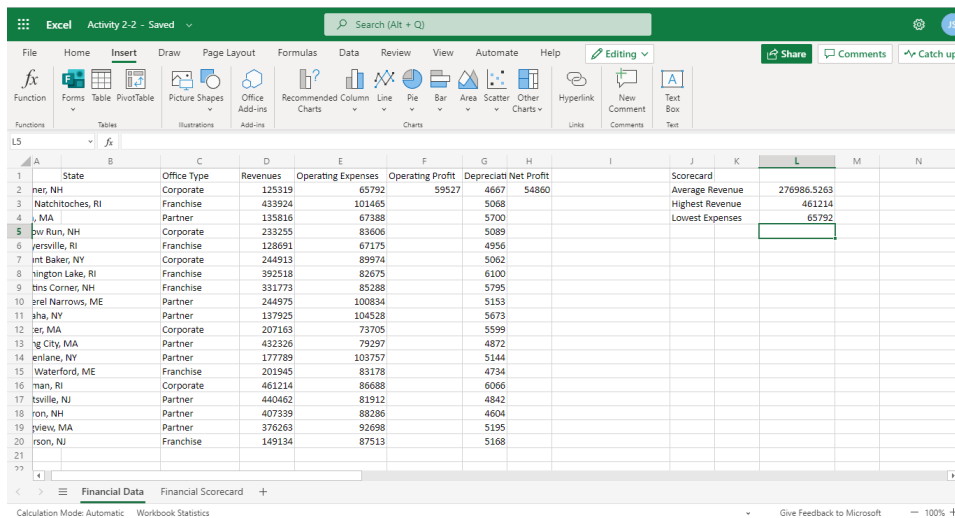 Excel Activity 2-2 - Saved Search (Alt + Q) JS
File Home Insert Draw Page Layout Formulas Data Review View Automate Help Editing Share Comments Catch up
fx
Function Forms Table PivotTable Picture Shapes Office Add-ins Recommended Charts Column Line Pie Bar Area Scatter Other Charts Hyperlink New Comment Text Box
Functions Tables Illustrations Add-ins Charts Links Comments Text
L5 fx
A B C D E F G H I J K L M N
1 State Office Type Revenues Operating Expenses Operating Profit Depreciati Net Profit Scorecard
2 ner, NH Corporate 125319 65792 59527 4667 54860 Average Revenue 276986.5263
3 Natchitoches, RI Franchise 433924 101465 5068 Highest Revenue 461214
4 , MA Partner 135816 67388 5700 Lowest Expenses 65792
5 ow Run, NH Corporate 233255 83606 5089
6 yersville, RI Franchise 128691 67175 4956
7 unt Baker, NY Corporate 244913 89974 5062
8 hington Lake, RI Franchise 392518 82675 6100
9 tins Corner, NH Franchise 331773 85288 5795
10 erel Narrows, ME Partner 244975 100834 5153
11 aha, NY Partner 137925 104528 5673
12 ter, MA Corporate 207163 73705 5599
13 ng City, MA Partner 432326 79297 4872
14 enlane, NY Partner 177789 103757 5144
15 Waterford, ME Franchise 201945 83178 4734
16 man, RI Corporate 461214 86688 6066
17 tsville, NJ Partner 440462 81912 4842
18 ron, NH Partner 407339 88286 4604
19 gview, MA Partner 376263 92698 5195
20 rson, NJ Franchise 149134 87513 5168
21
22
Financial Data Financial Scorecard +
Calculation Mode: Automatic Workbook Statistics Give Feedback to Microsoft 100%